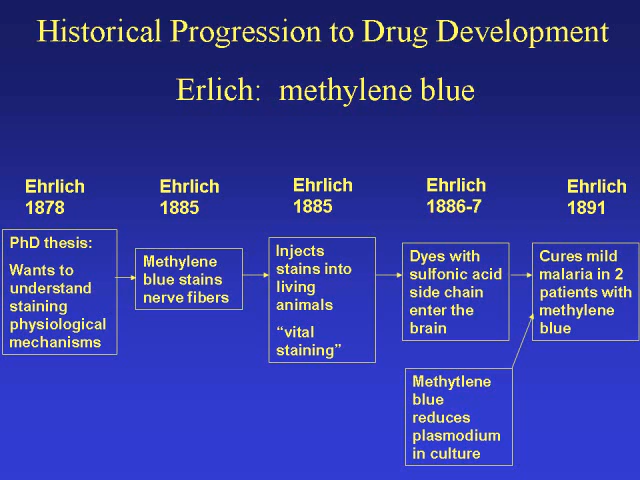 Historical Progression to Drug Development
Erlich: methylene blue
Ehrlich
1878
Ehrlich
1885
Ehrlich
1885
Ehrlich
1886-7
Ehrlich
1891
PhD thesis:
Wants to
understand
staining
physiological
mechanisms
Methylene
blue stains
nerve fibers
Injects
stains into
living
animals
“vital
staining”
Dyes with
sulfonic acid
side chain
enter the
brain
Cures mild
malaria in 2
patients with
methylene
blue
Methytlene
blue
reduces
plasmodium
in culture